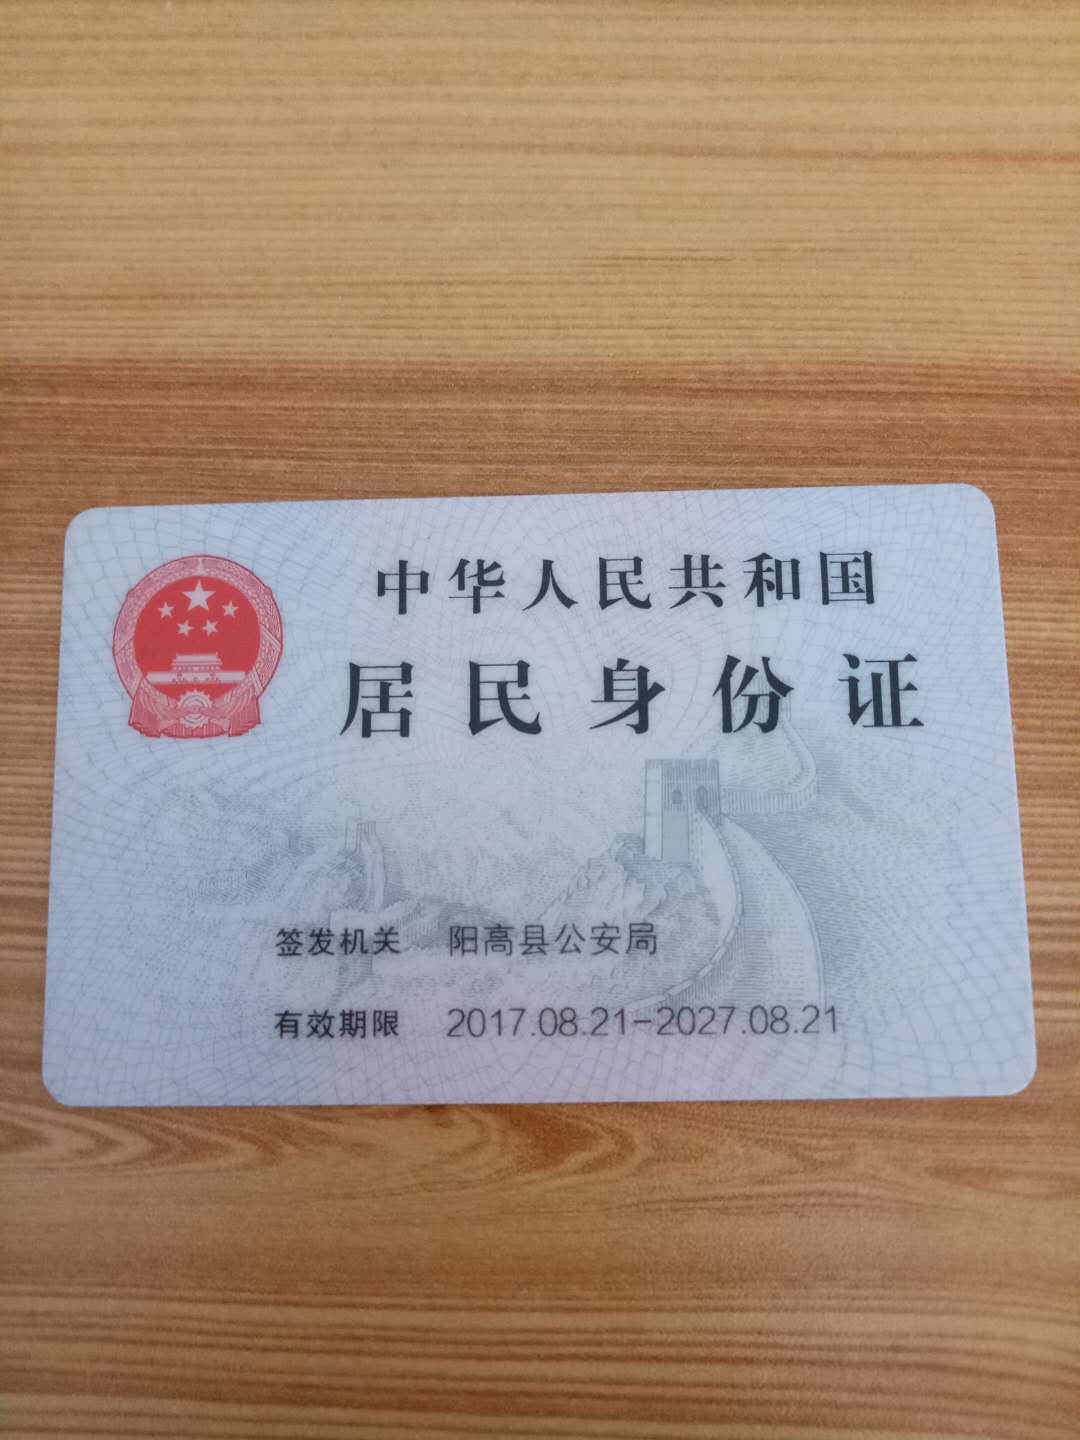 中华人民共和国
居民身份证
签发机关 阳高县公安局
有效期限 2017.08.21-2027.08.21